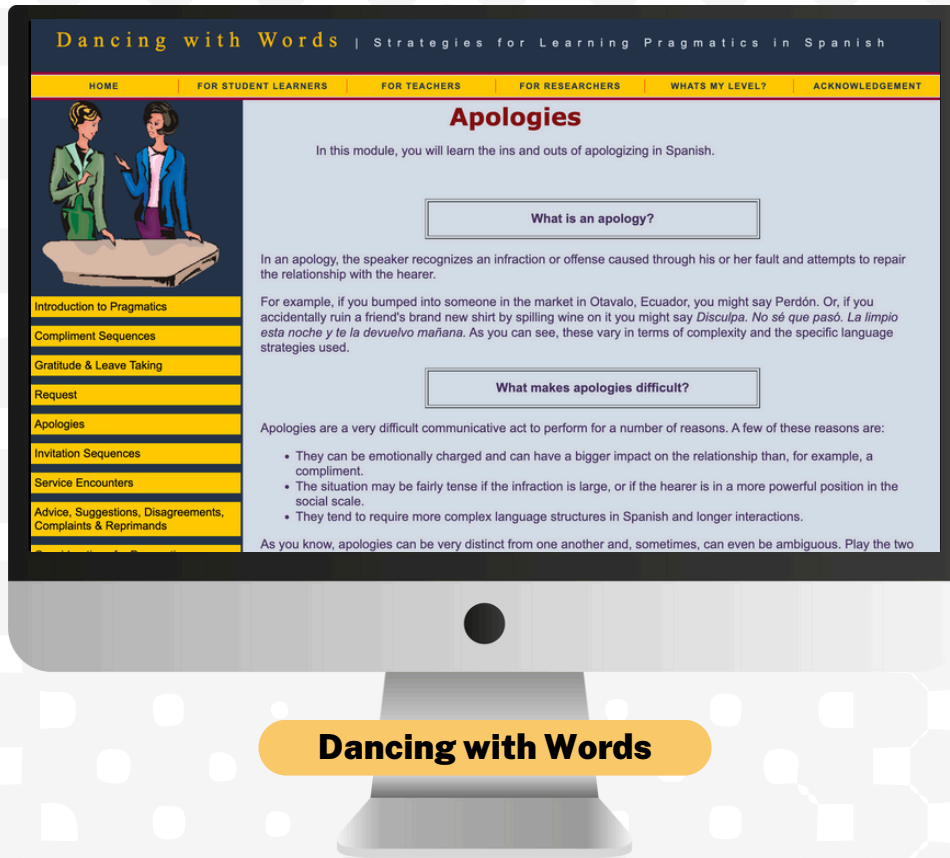 Dancing with Words | Strategies for Learning Pragmatics in Spanish
HOME
FOR STUDENT LEARNERS
FOR TEACHERS
FOR RESEARCHERS
WHATS MY LEVEL?
ACKNOWLEDGEMENT
Introduction to Pragmatics
Compliment Sequences
Gratitude & Leave Taking
Request
Apologies
Invitation Sequences
Service Encounters
Advice, Suggestions, Disagreements,
Complaints & Reprimands
Apologies
In this module, you will learn the ins and outs of apologizing in Spanish.
What is an apology?
In an apology, the speaker recognizes an infraction or offense caused through his or her fault and attempts to repair
the relationship with the hearer.
For example, if you bumped into someone in the market in Otavalo, Ecuador, you might say Perdón. Or, if you
accidentally ruin a friend's brand new shirt by spilling wine on it you might say Disculpa. No sé que pasó. La limpio
esta noche y te la devuelvo mañana. As you can see, these vary in terms of complexity and the specific language
strategies used.
What makes apologies difficult?
Apologies are a very difficult communicative act to perform for a number of reasons. A few of these reasons are:
• They can be emotionally charged and can have a bigger impact on the relationship than, for example, a
compliment.
• The situation may be fairly tense if the infraction is large, or if the hearer is in a more powerful position in the
social scale.
• They tend to require more complex language structures in Spanish and longer interactions.
As you know, apologies can be very distinct from one another and, sometimes, can even be ambiguous. Play the two
Dancing with Words